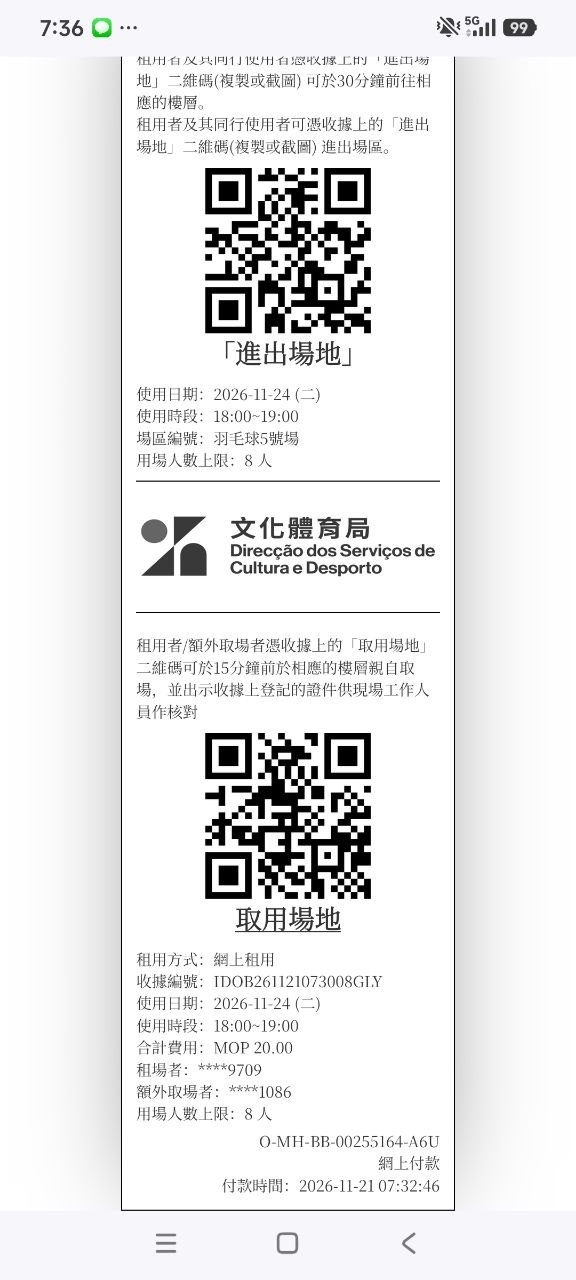 7:36
5G
99
租用者及其同行使用者憑收據上的「進出場
地」二維碼(複製或截圖) 可於30分鐘前往相
應的樓層。
租用者及其同行使用者可憑收據上的「進出
場地」二維碼(複製或截圖) 進出場區。
「進出場地」
使用日期：2026-11-24 (二)
使用時段：18:00~19:00
場區編號：羽毛球5號場
用場人數上限：8 人
文化體育局
Direcção dos Serviços de
Cultura e Desporto
租用者/額外取場者憑收據上的「取用場地」
二維碼可於15分鐘前於相應的樓層親自取
場，並出示收據上登記的證件供現場工作人
員作核對
取用場地
租用方式：網上租用
收據編號：IDOB261121073008GLY
使用日期：2026-11-24 (二)
使用時段：18:00~19:00
合計費用：MOP 20.00
租場者：****9709
額外取場者：****1086
用場人數上限：8 人
O-MH-BB-00255164-A6U
網上付款
付款時間：2026-11-21 07:32:46